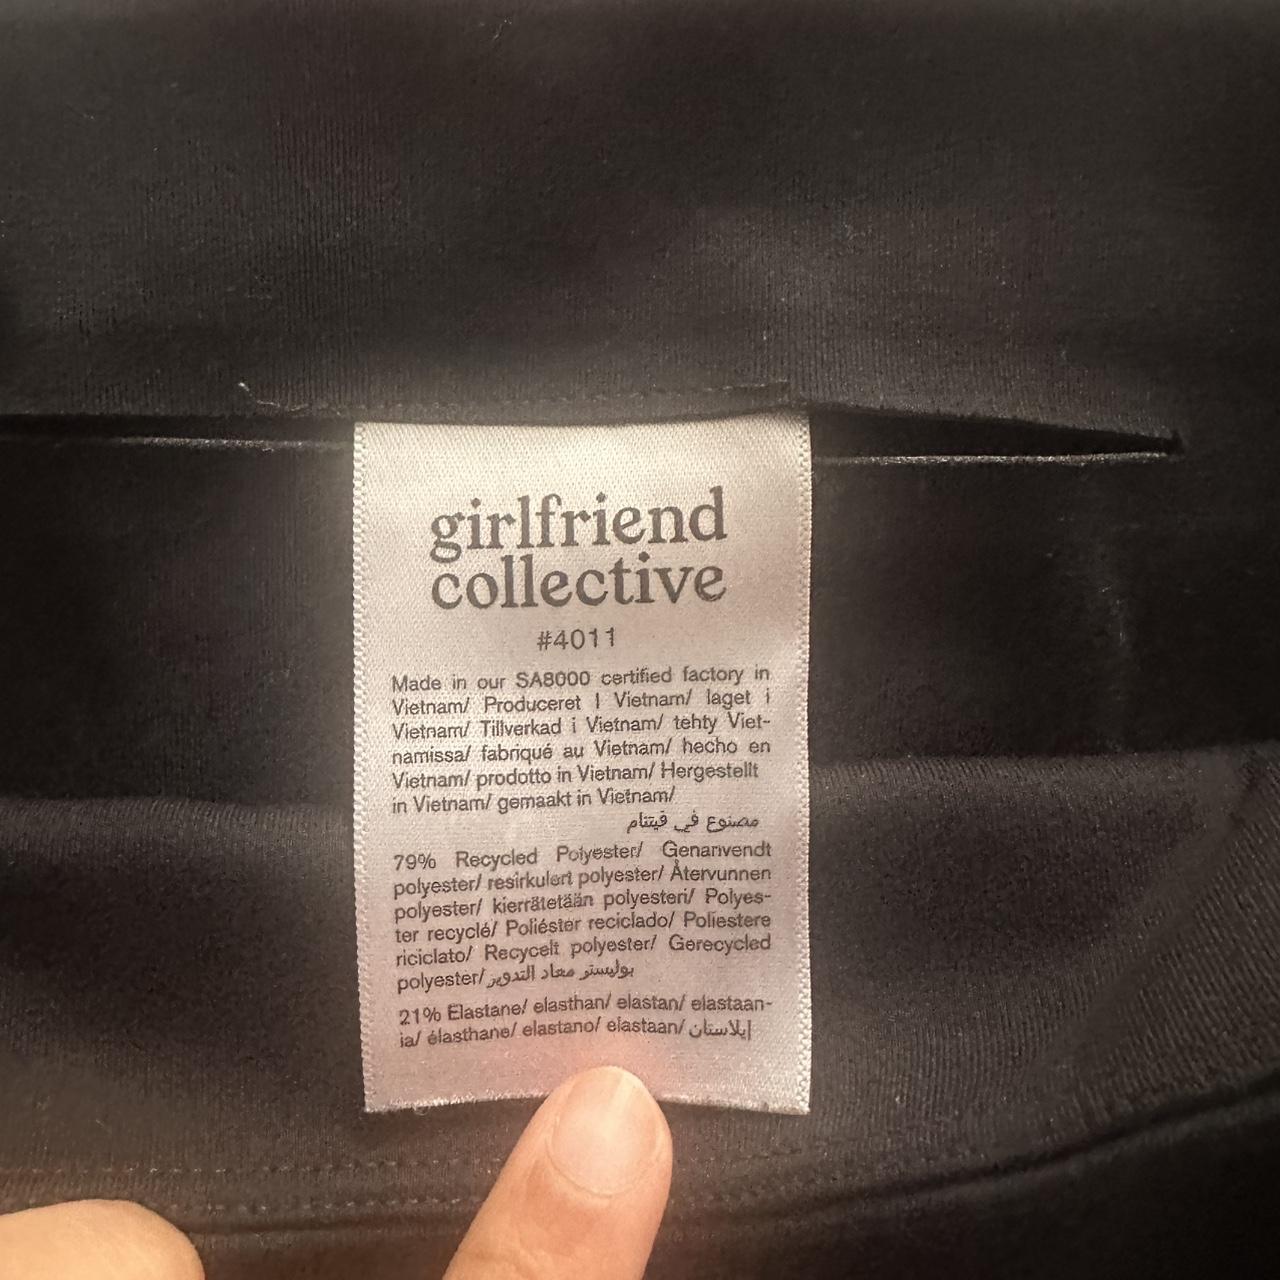 girlfriend
collective
#4011
Made in our SA8000 certified factory in
Vietnam/ Produceret I Vietnam/ laget i
Vietnam/ Tillverkad i Vietnam/ tehty Viet-
namissa/ fabriqué au Vietnam/ hecho en
Vietnam/ prodotto in Vietnam/ Hergestellt
in Vietnam/ gemaakt in Vietnam/
مصنوع في فيتنام
79% Recycled Polyester/ Genanvendt
polyester/ resirkulert polyester/ Återvunnen
polyester/ kierrätetään polyesteri/ Polyes-
ter recyclé/ Poliéster reciclado/ Poliestere
riciclato/ Recycelt polyester/ Gerecycled
polyester/ بوليستر معاد التدوير
21% Elastane/ elasthan/ elastan/ elastaan-
ia/ élasthane/ elastano/ elastaan/ إيلاستان